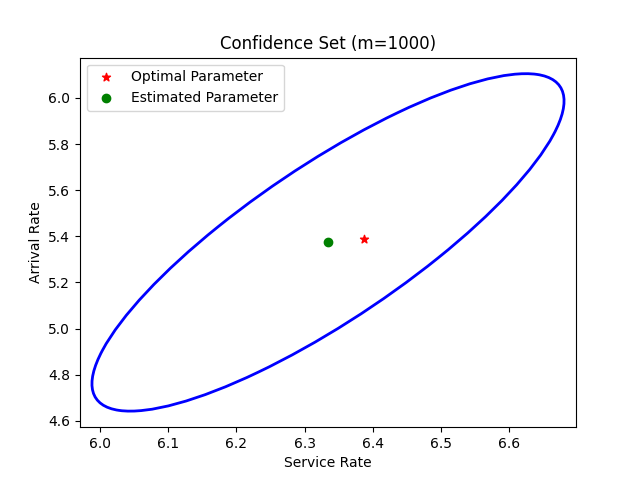 Confidence Set (m=1000)
Optimal Parameter
Estimated Parameter
6.0
5.8
5.6
5.4
5.2
5.0
4.8
4.6
Arrival Rate
6.0 6.1 6.2 6.3 6.4 6.5 6.6
Service Rate